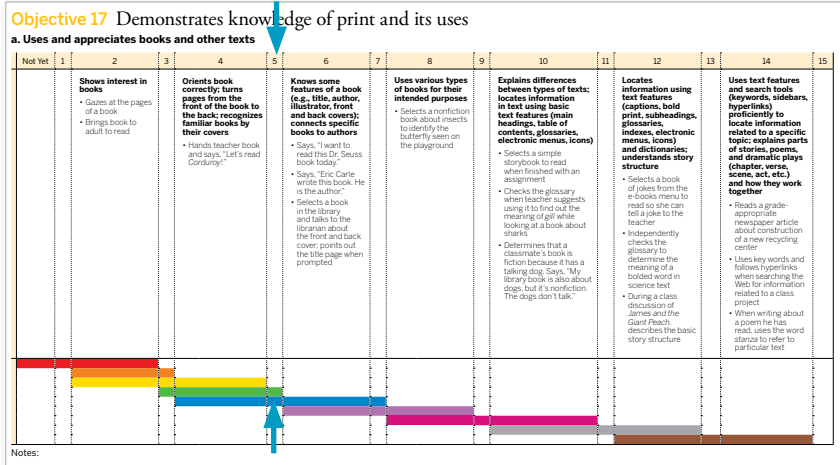 Objective 17 Demonstrates knowledge of print and its uses
a. Uses and appreciates books and other texts
Not Yet 1 2 3 4 5 6 7 8 9 10 11 12 13 14 15
Shows interest in
books
• Gazes at the pages
of a book
• Brings book to
adult to read
Orients book
correctly; turns
pages from the
front of the book to
the back; recognizes
familiar books by
their covers
• Hands teacher book
and says, "Let's read
Corduroy!"
Knows some
features of a book
(e.g., title, author,
illustrator, front
and back covers);
connects specific
books to authors
• Says, "I want to
read this Dr. Seuss
book today."
• Says, "Eric Carle
wrote this book. He
is the author."
• Selects a book
in the library
and talks to the
librarian about
the front and back
cover; points out
the title page when
prompted
Uses various types
of books for their
intended purposes
• Selects a nonfiction
book about insects
to identify the
butterfly seen on
the playground
Explains differences
between types of texts;
locates information
in text using basic
text features (main
headings, table of
contents, glossaries,
electronic menus, icons)
• Selects a simple
storybook to read
when finished with an
assignment
• Checks the glossary
when teacher suggests
using it to find out the
meaning of gill while
looking at a book about
sharks
• Determines that a
classmate's book is
fiction because it has a
talking dog. Says, "My
library book is also about
dogs, but it's nonfiction.
The dogs don't talk."
Locates
information using
text features
(captions, bold
print, subheadings,
glossaries,
indexes, electronic
menus, icons)
and dictionaries;
understands story
structure
• Selects a book
of jokes from the
e-books menu to
read so she can
tell a joke to the
teacher
• Independently
checks the
glossary to
determine the
meaning of a
bolded word in
science text
• During a class
discussion of
James and the
Giant Peach,
describes the basic
story structure
Uses text features
and search tools
(keywords, sidebars,
hyperlinks)
proficiently to
locate information
related to a specific
topic; explains parts
of stories, poems,
and dramatic plays
(chapter, verse,
scene, act, etc.)
and how they work
together
• Reads a grade-
appropriate
newspaper article
about construction
of a new recycling
center
• Uses key words and
follows hyperlinks
when searching the
Web for information
related to a class
project
• When writing about
a poem he has
read, uses the word
stanza to refer to
particular text
Notes: